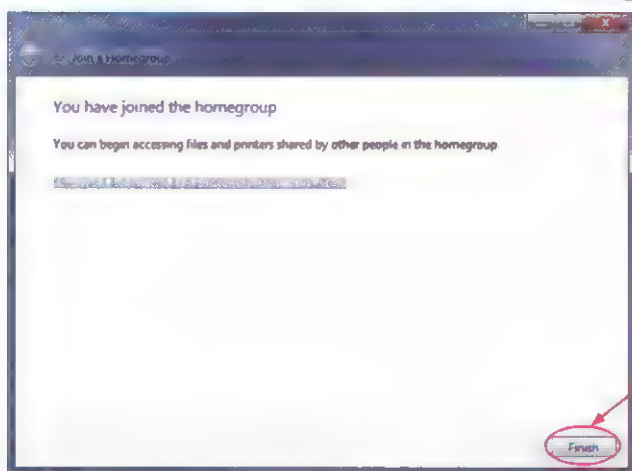 Join a Homegroup
You have joined the homegroup
You can begin accessing files and printers shared by other people in the homegroup.
Finish